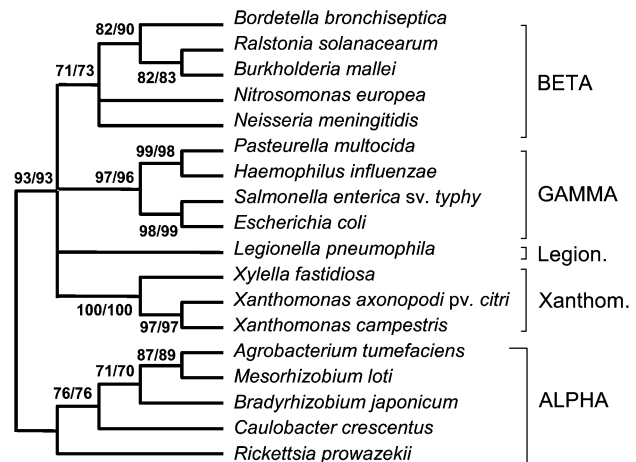 Bordetella bronchiseptica
82/90
Ralstonia solanacearum
82/83
Burkholderia mallei
71/73
BETA
Nitrosomonas europea
Neisseria meningitidis
Pasteurella multocida
99/98
Haemophilus influenzae
93/93
97/96
GAMMA
Salmonella enterica sv. typhy
Escherichia coli
98/99
Legionella pneumophila
Legion.
Xylella fastidiosa
100/100
Xanthomonas axonopodi pv. citri
Xanthom.
97/97
Xanthomonas campestris
Agrobacterium tumefaciens
87/89
Mesorhizobium loti
71/70
Bradyrhizobium japonicum
76/76
ALPHA
Caulobacter crescentus
Rickettsia prowazekii